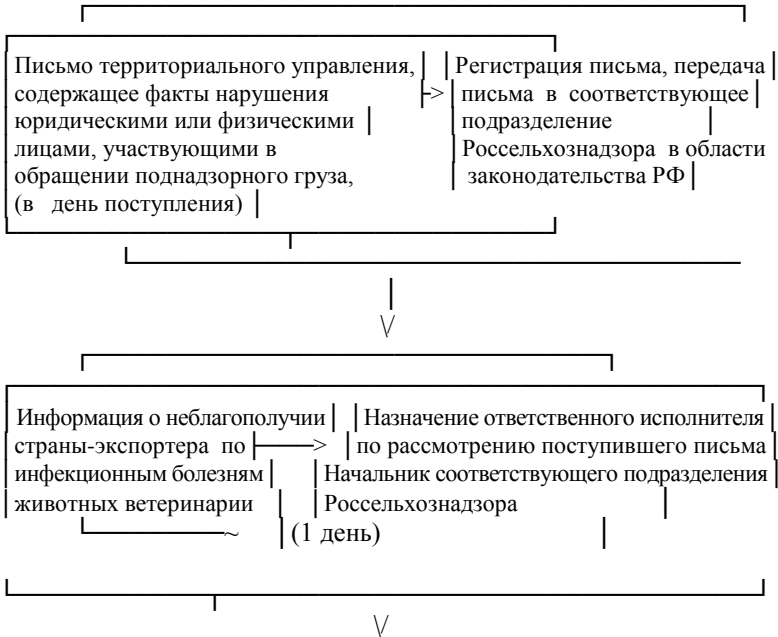 Письмо территориального управления, Регистрация письма, передача
содержащее факты нарушения > письма в соответствующее
юридическими или физическими подразделение
лицами, участвующими в Россельхознадзора в области
обращении поднадзорного груза, законодательства РФ
(в день поступления)
\/
Информация о неблагополучии Назначение ответственного исполнителя
страны-экспортера по > по рассмотрению поступившего письма
инфекционным болезням Начальник соответствующего подразделения
животных ветеринарии Россельхознадзора
~ (1 день)
\/